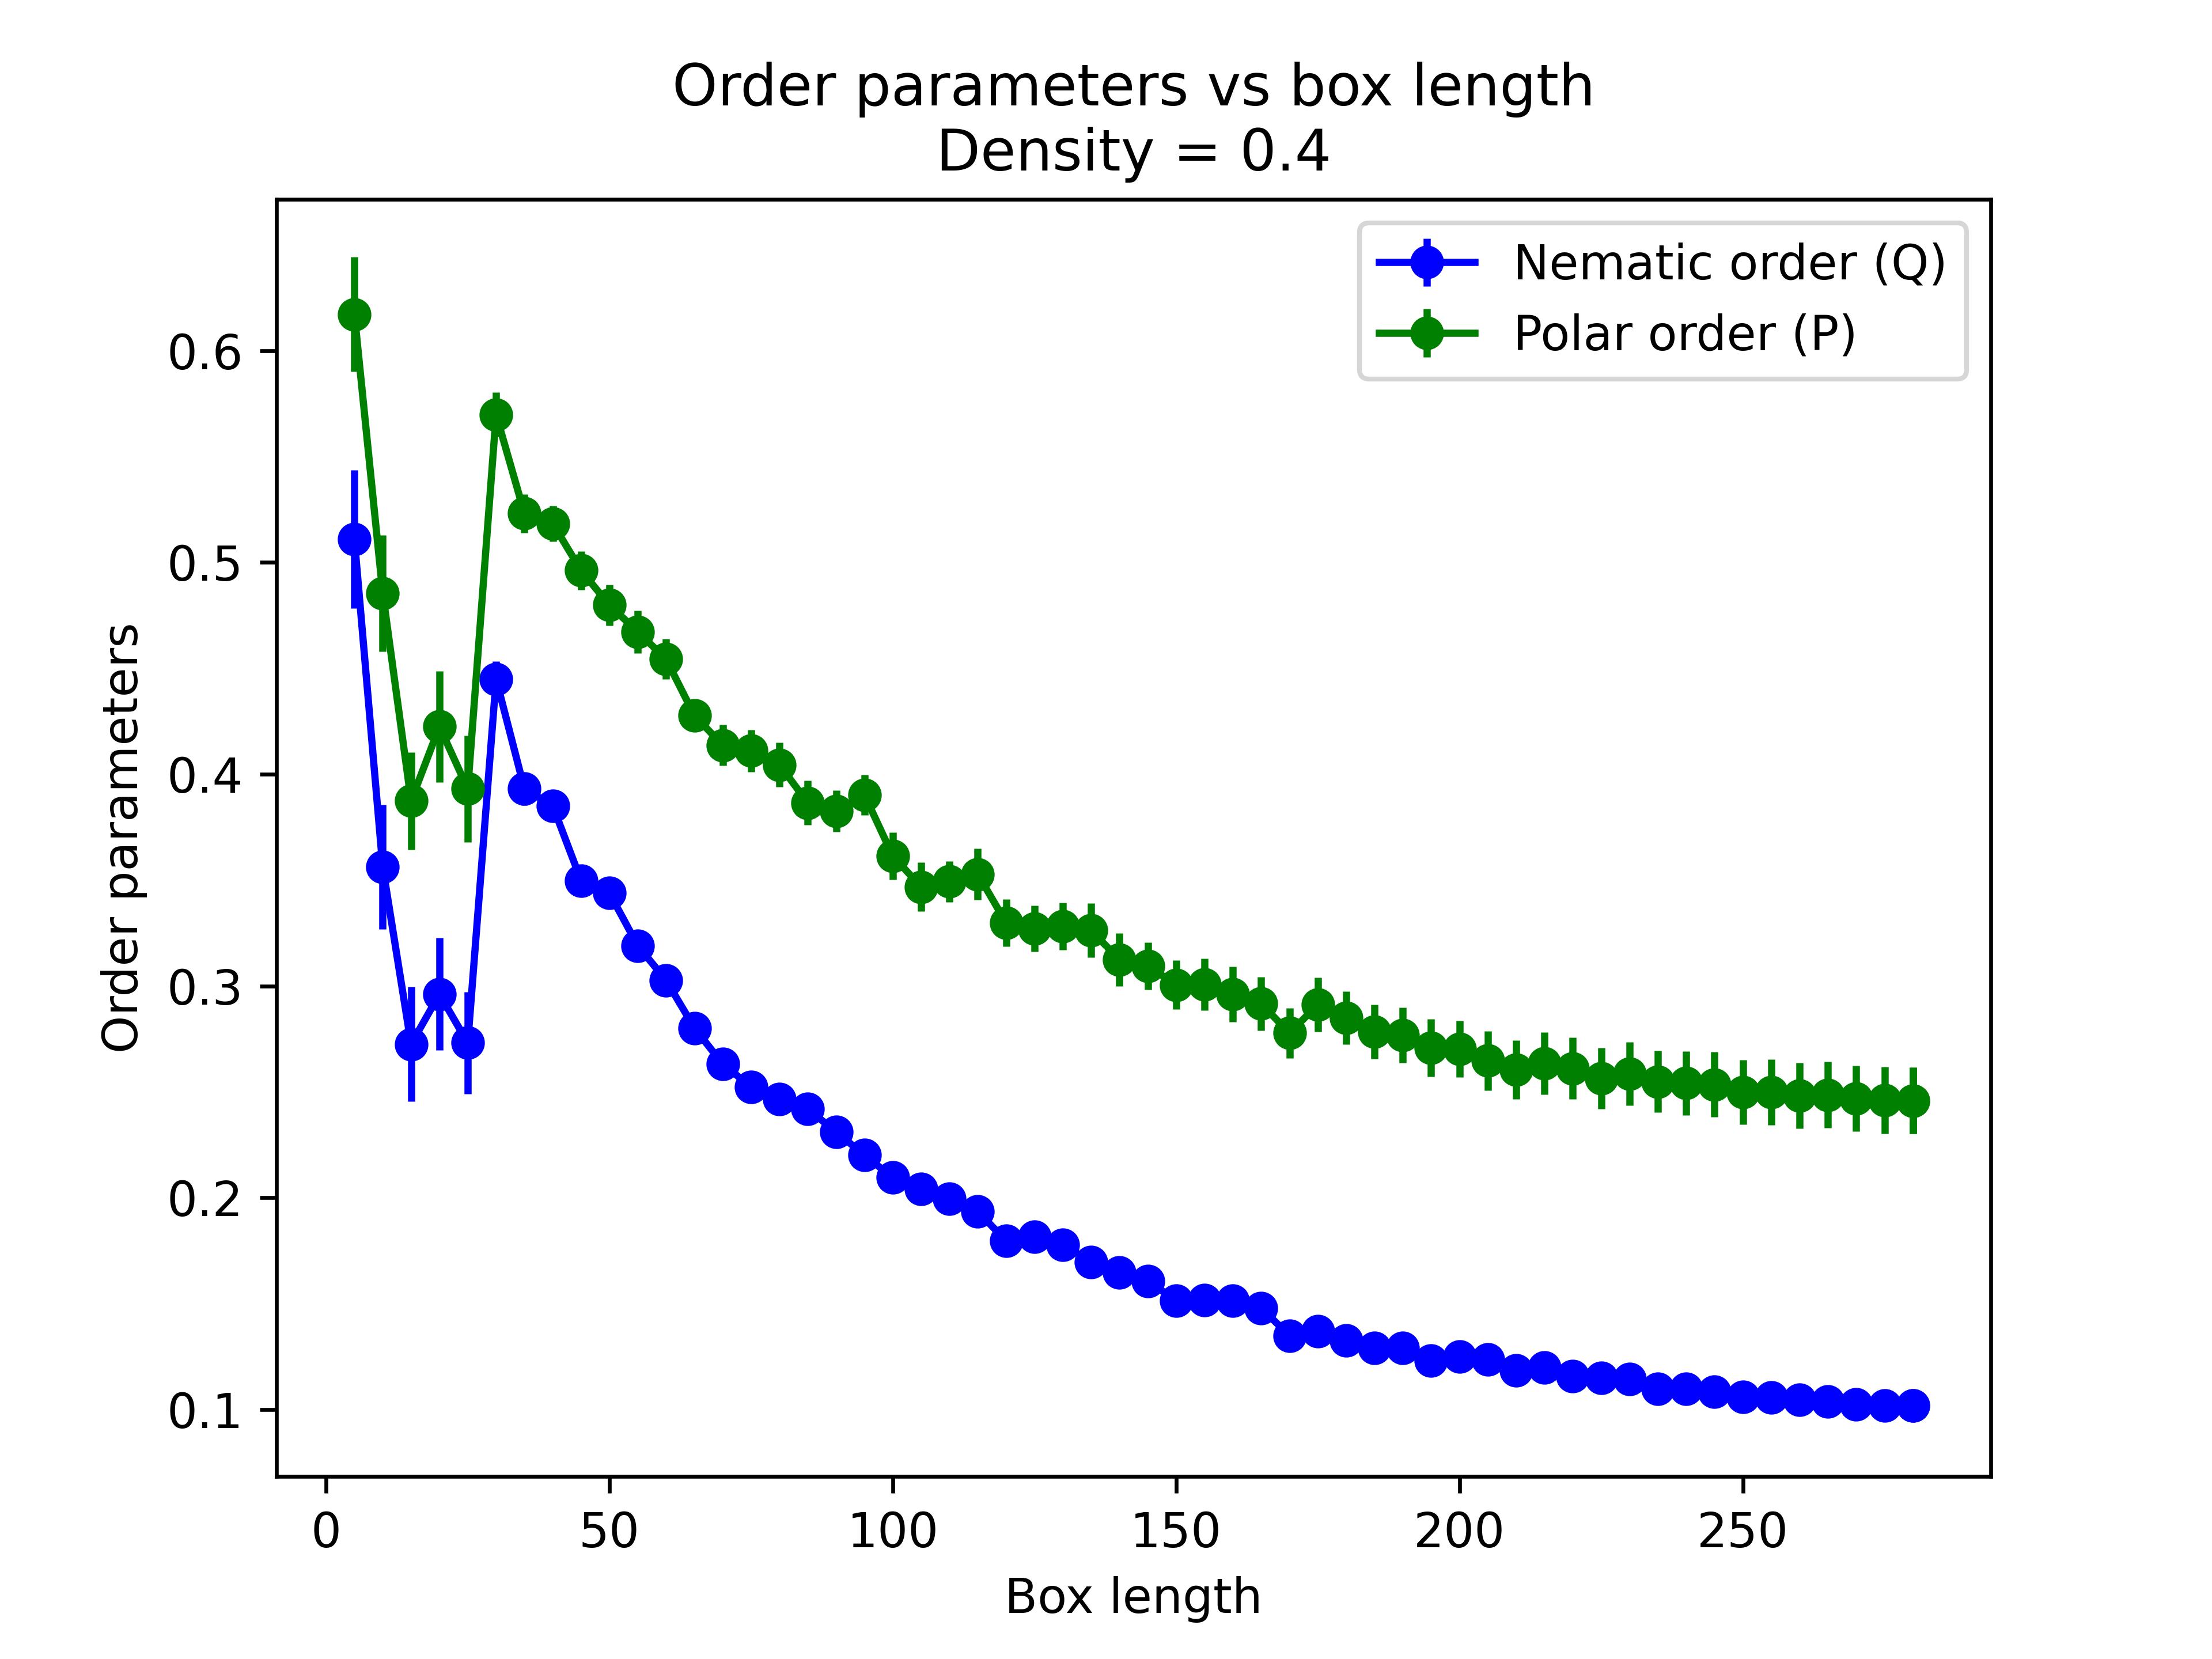 Order parameters vs box length
Density = 0.4
Nematic order (Q)
Polar order (P)
Order parameters
0.6
0.5
0.4
0.3
0.2
0.1
0 50 100 150 200 250
Box length